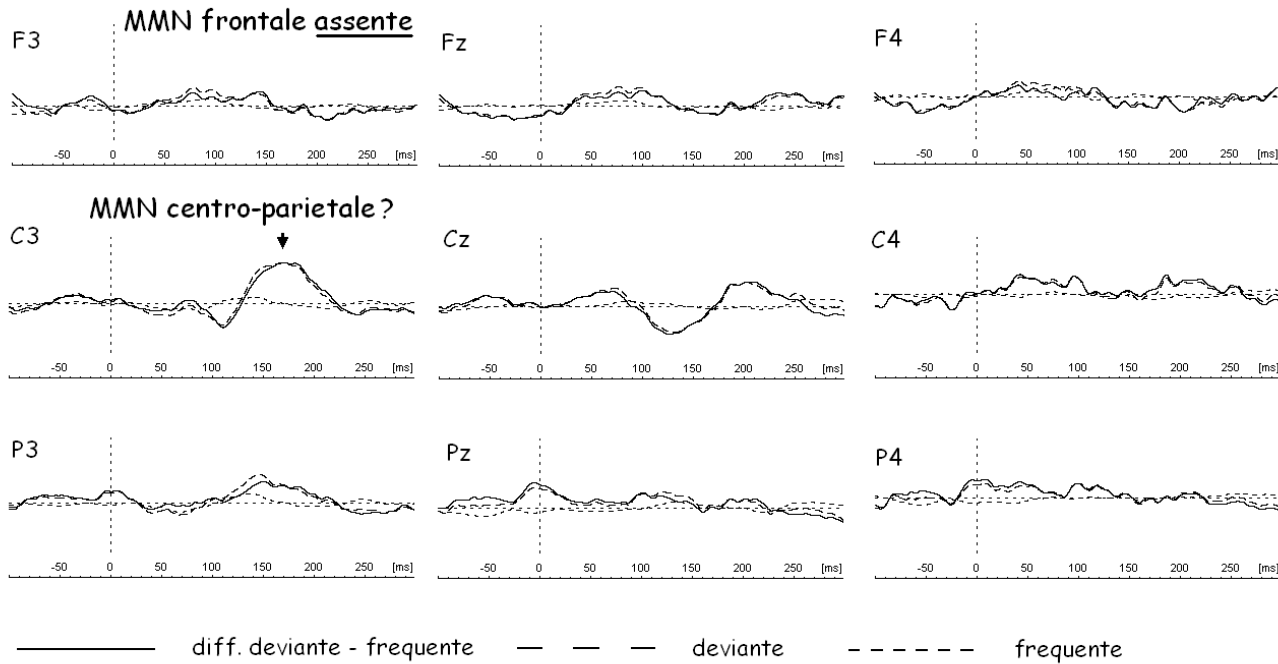 MMN frontale assente
F3 Fz F4
-50 0 50 100 150 200 250 [ms] -50 0 50 100 150 200 250 [ms] -50 0 50 100 150 200 250 [ms]
MMN centro-parietale?
C3 Cz C4
-50 0 50 100 150 200 250 [ms] -50 0 50 100 150 200 250 [ms] -50 0 50 100 150 200 250 [ms]
P3 Pz P4
-50 0 50 100 150 200 250 [ms] -50 0 50 100 150 200 250 [ms] -50 0 50 100 150 200 250 [ms]
diff. deviante - frequente deviante frequente